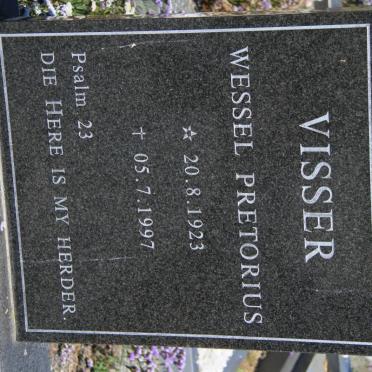 VISSER
WESSEL PRETORIUS
☆ 20.8.1923
† 05.7.1997
Psalm 23
DIE HERE IS MY HERDER.